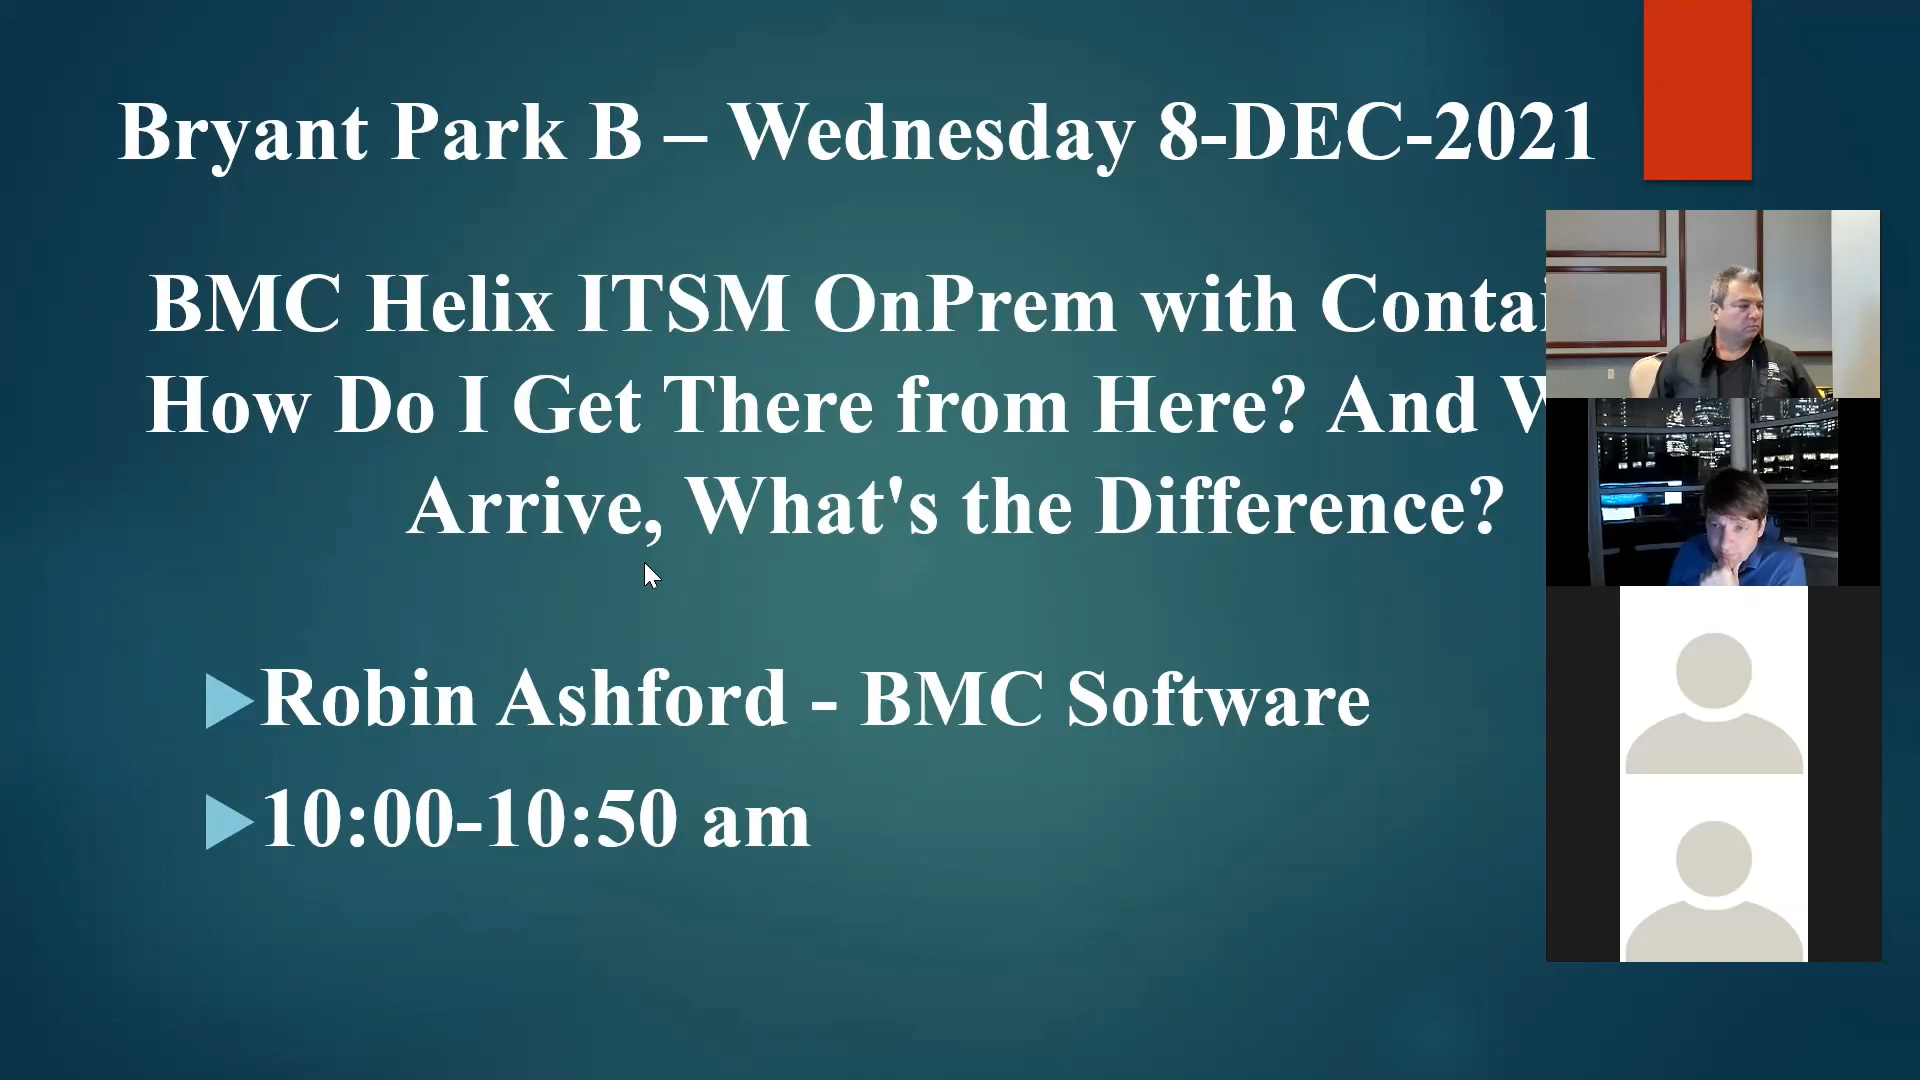 Bryant Park B – Wednesday 8-DEC-2021
BMC Helix ITSM OnPrem with
How Do I Get There from Here? And
Arrive, What's the Difference?
Robin Ashford - BMC Software
10:00-10:50 am